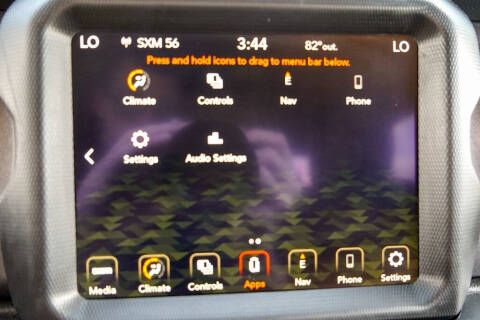 LO SXM 56 3:44 82°out. LO
Press and hold icons to drag to menu bar below.
Climate Controls Nav Phone
Settings Audio Settings
Media Climate Controls Apps Nav Phone Settings